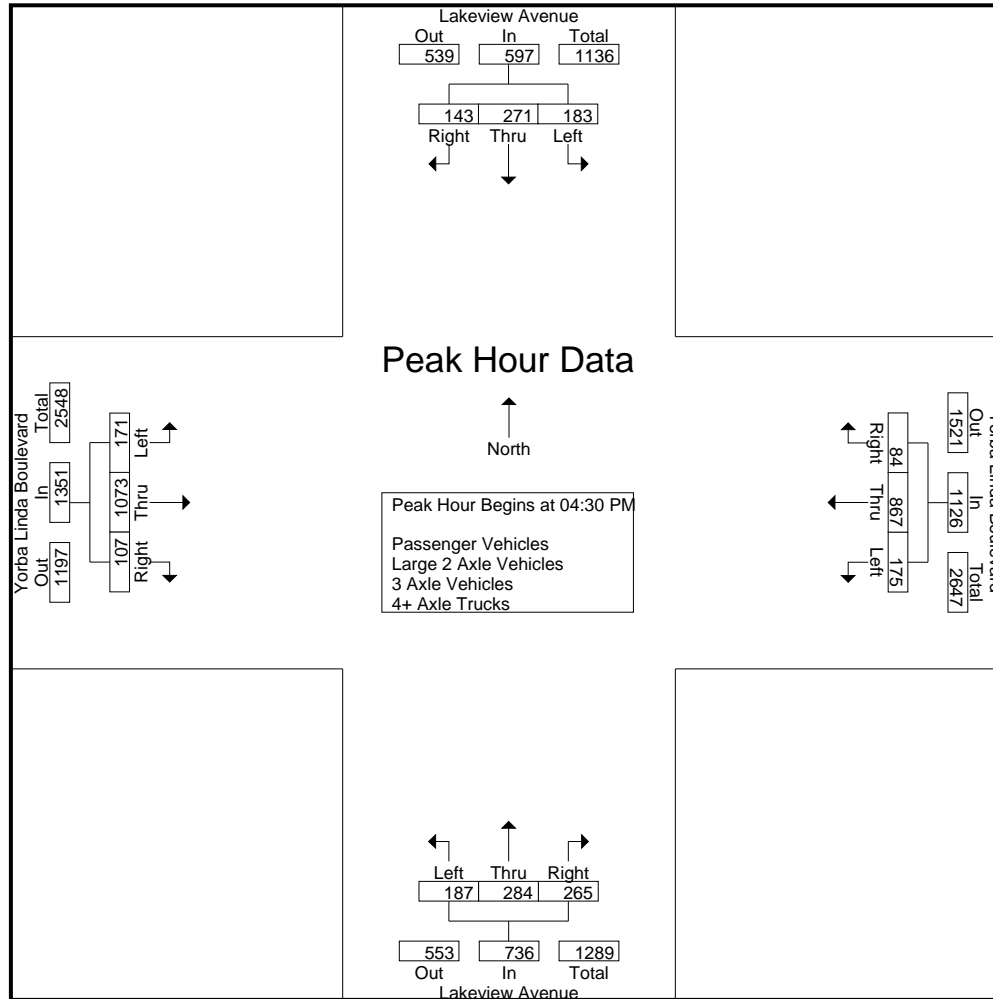 Lakeview Avenue
Out In Total
539 597 1136
143 271 183
Right Thru Left
Peak Hour Data
North
Peak Hour Begins at 04:30 PM
Passenger Vehicles
Large 2 Axle Vehicles
3 Axle Vehicles
4+ Axle Trucks
Yorba Linda Boulevard
Out In Total
1197 1351 2548
107 1073 171
Right Thru Left
Yorba Linda Boulevard
Out In Total
1521 1126 2647
84 867 175
Right Thru Left
Left Thru Right
187 284 265
553 736 1289
Out In Total
Lakeview Avenue